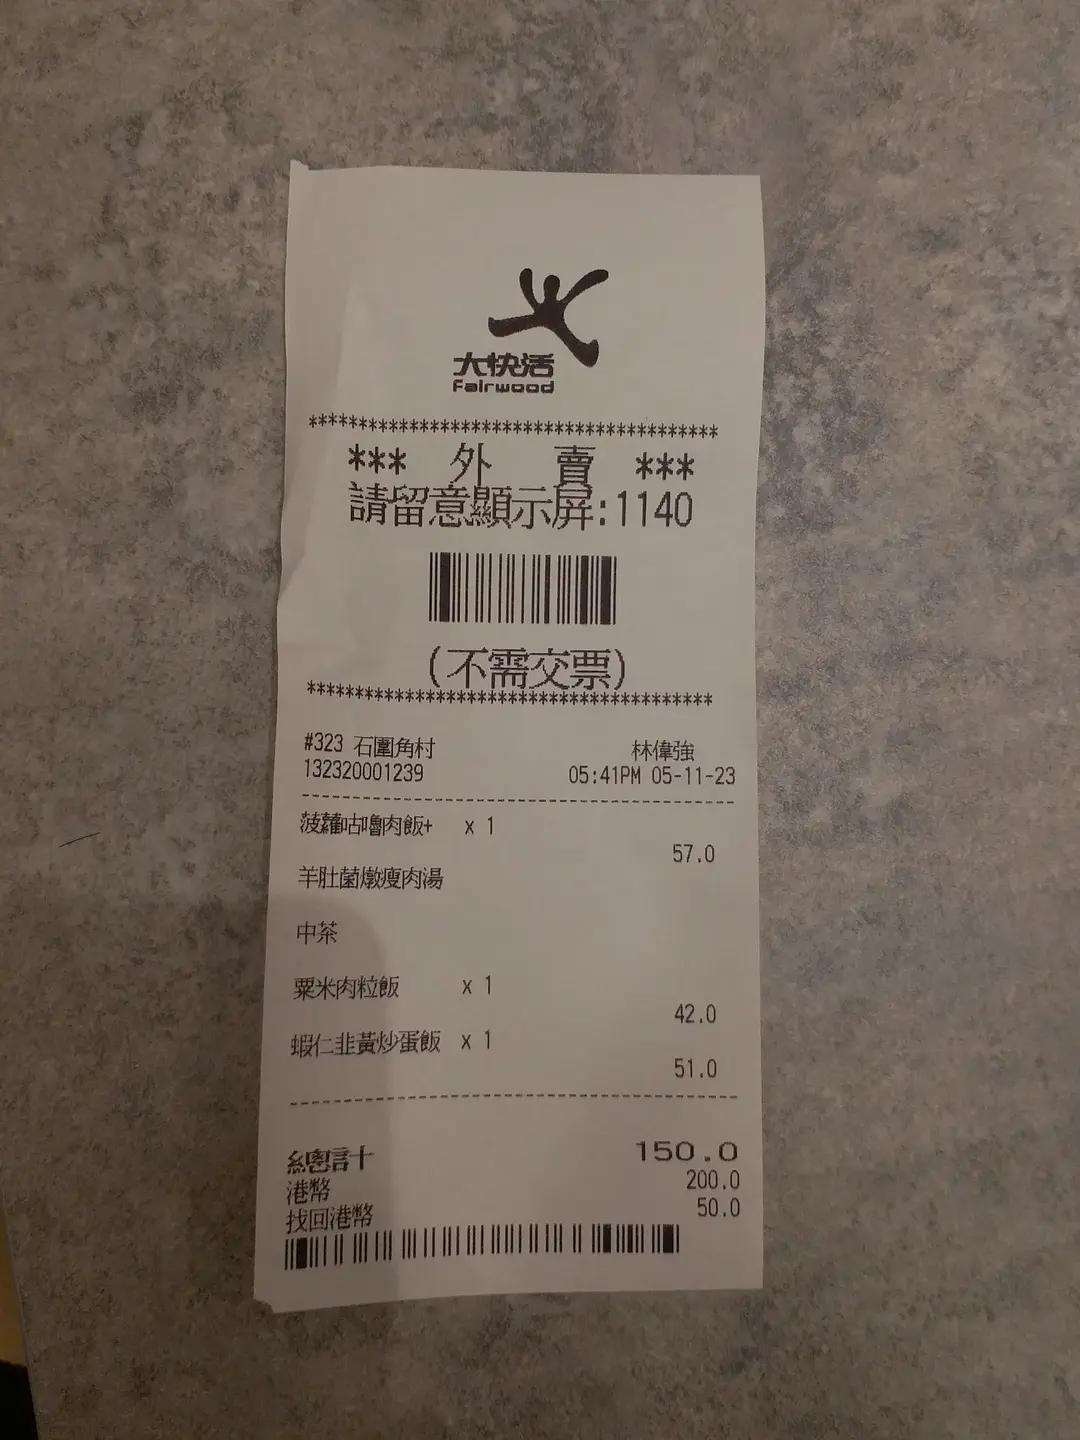 大快活
Fairwood
******************************************
*** 外 賣 ***
請留意顯示屏:1140
(不需交票)
******************************************
#323 石圍角村 林偉強
132320001239 05:41PM 05-11-23
菠蘿咕嚕肉飯+ x 1
57.0
羊肚菌燉瘦肉湯
中茶
粟米肉粒飯 x 1
42.0
蝦仁韭黃炒蛋飯 x 1
51.0
總計 150.0
港幣 200.0
找回港幣 50.0